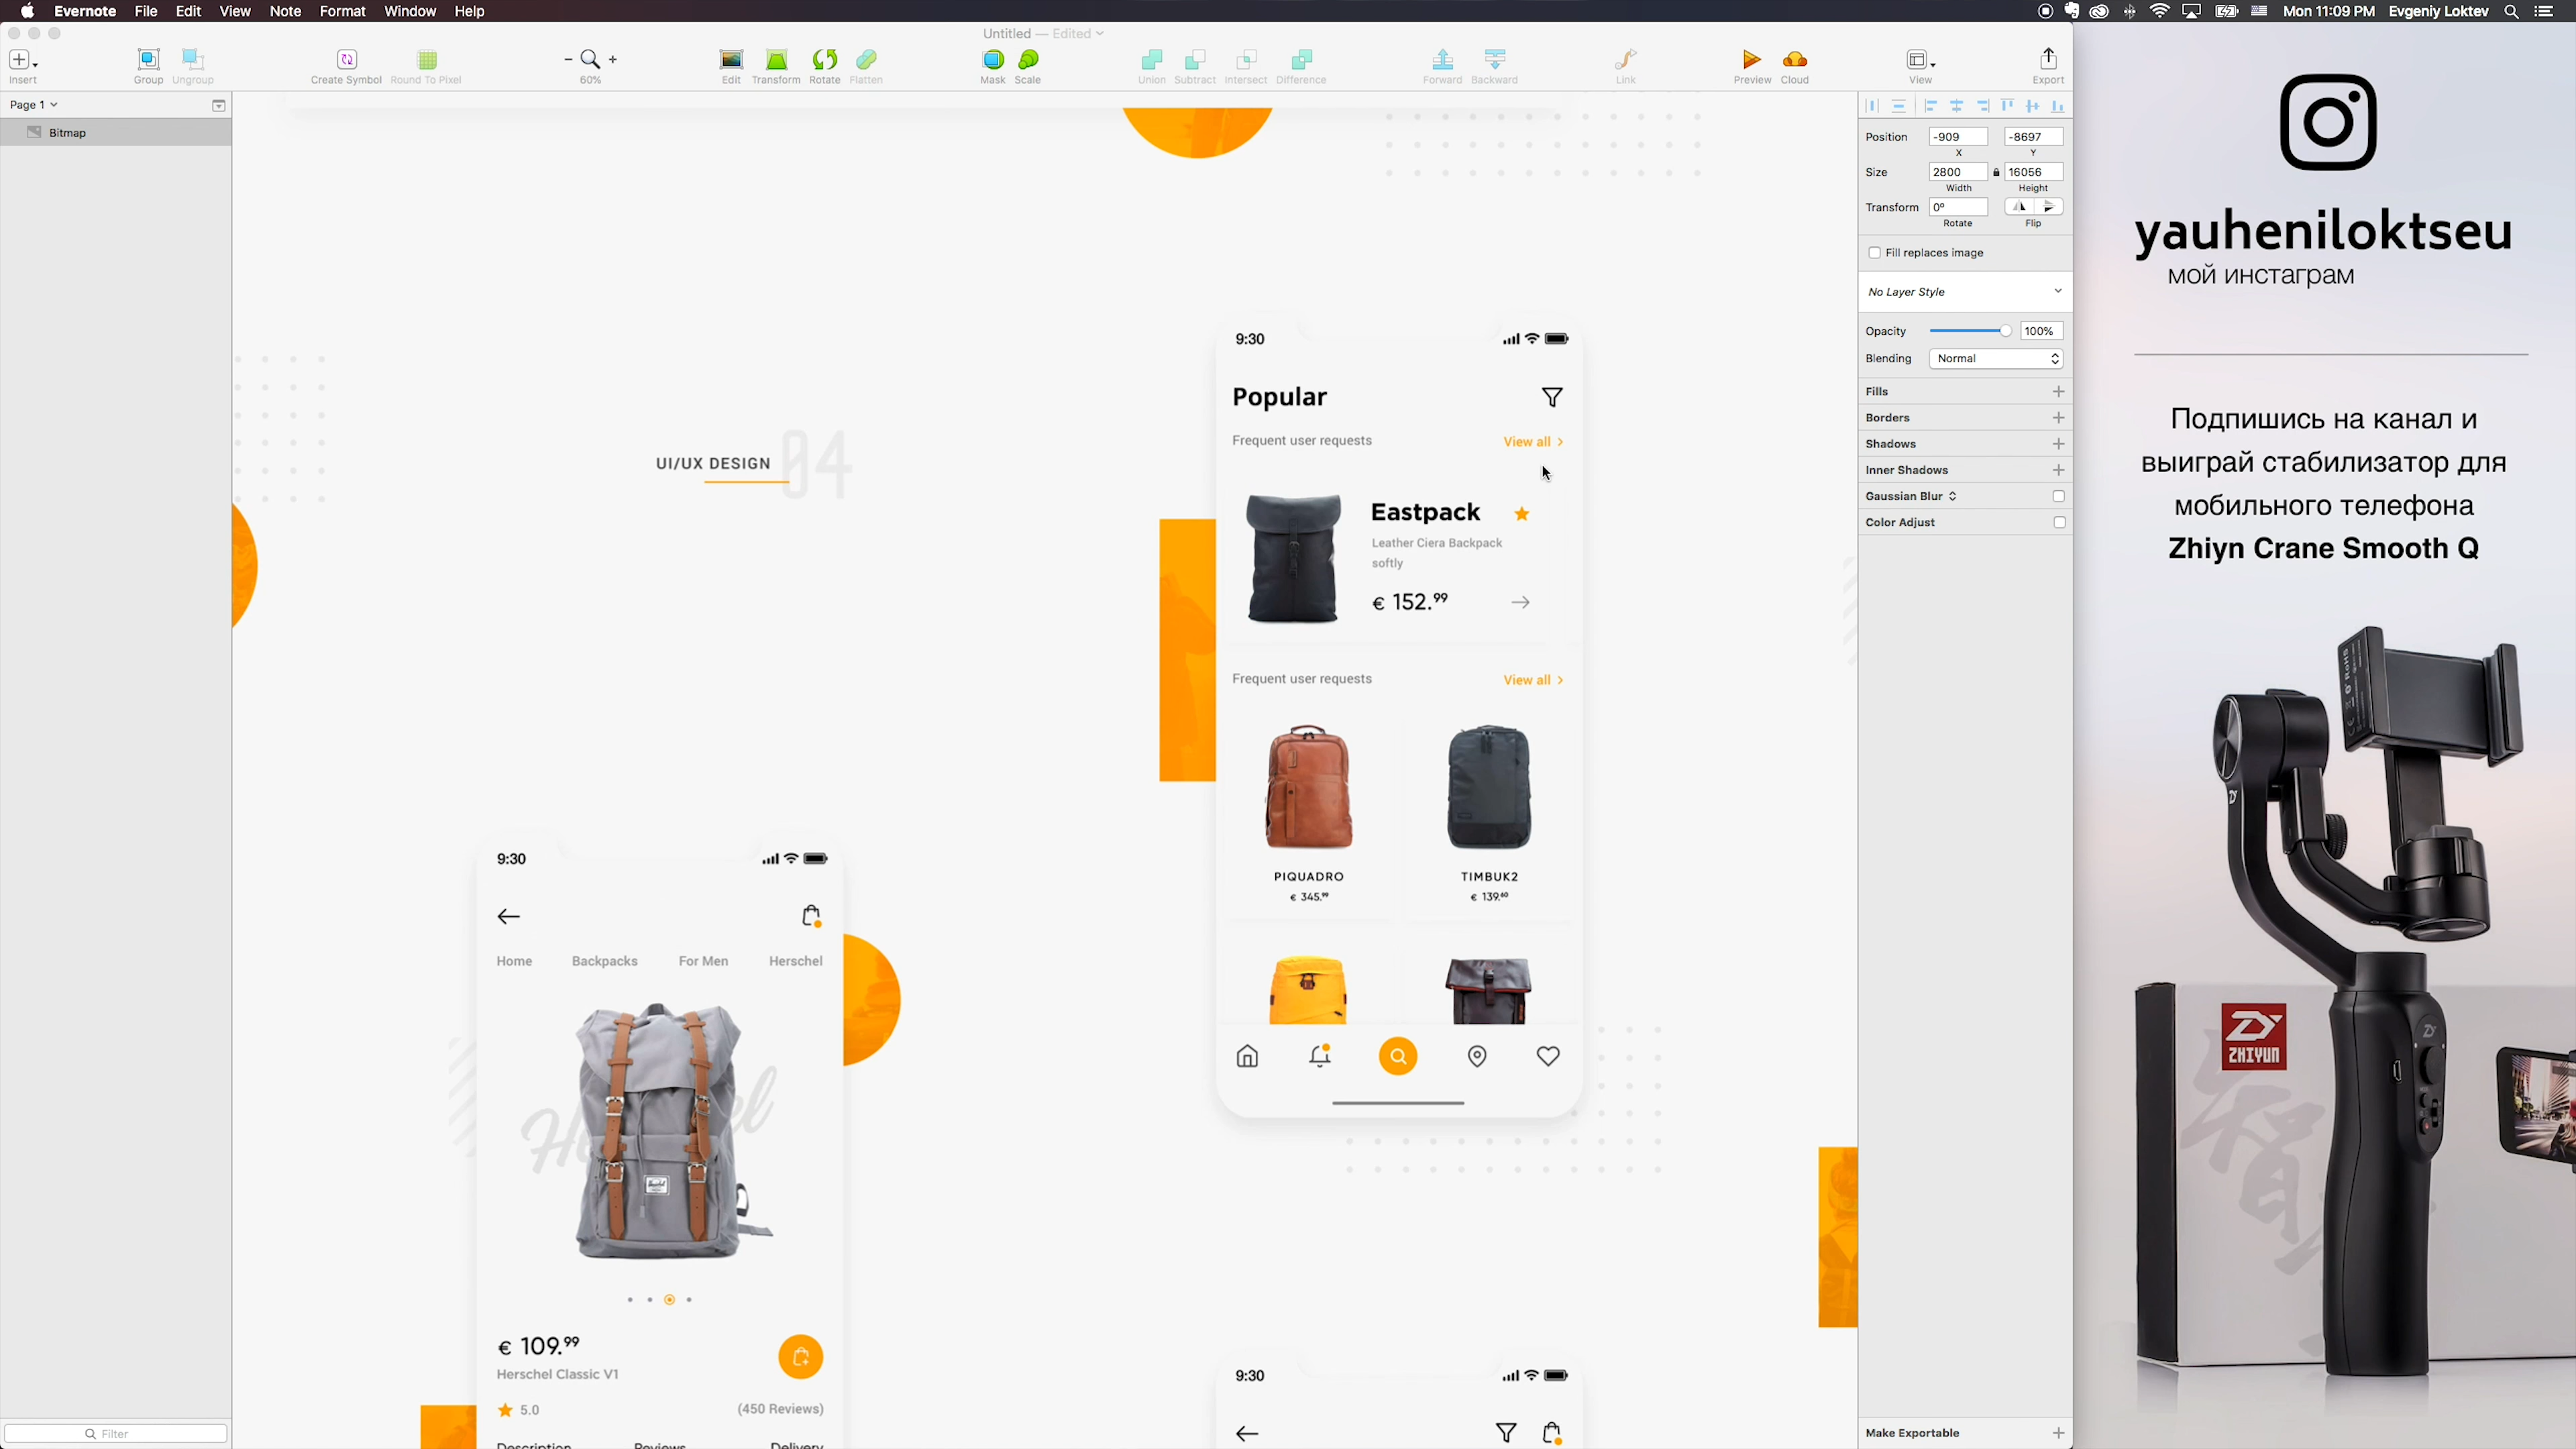 Evernote File Edit View Note Format Window Help
Mon 11:09 PM Evgeniy Loktev
Untitled — Edited
Insert Group Ungroup Create Symbol Round To Pixel 60% Edit Transform Rotate Flatten Mask Scale Union Subtract Intersect Difference Forward Backward Link Preview Cloud View Export
Page 1
Bitmap
Filter
UI/UX DESIGN 04
9:30
Popular
Frequent user requests View all >
Eastpack
Leather Ciera Backpack
softly
€ 152.99
Frequent user requests View all >
PIQUADRO
€ 345.99
TIMBUK2
€ 139.60
9:30
Home Backpacks For Men Herschel
Herschel
€ 109.99
Herschel Classic V1
5.0 (450 Reviews)
Description Reviews Delivery
9:30
Position -909 -8697
X Y
Size 2800 16056
Width Height
Transform 0°
Rotate Flip
Fill replaces image
No Layer Style
Opacity 100%
Blending Normal
Fills
Borders
Shadows
Inner Shadows
Gaussian Blur
Color Adjust
Make Exportable
yauheniloktseu
мой инстаграм
Подпишись на канал и
выиграй стабилизатор для
мобильного телефона
Zhiyn Crane Smooth Q
RoHS
ZHIYUN